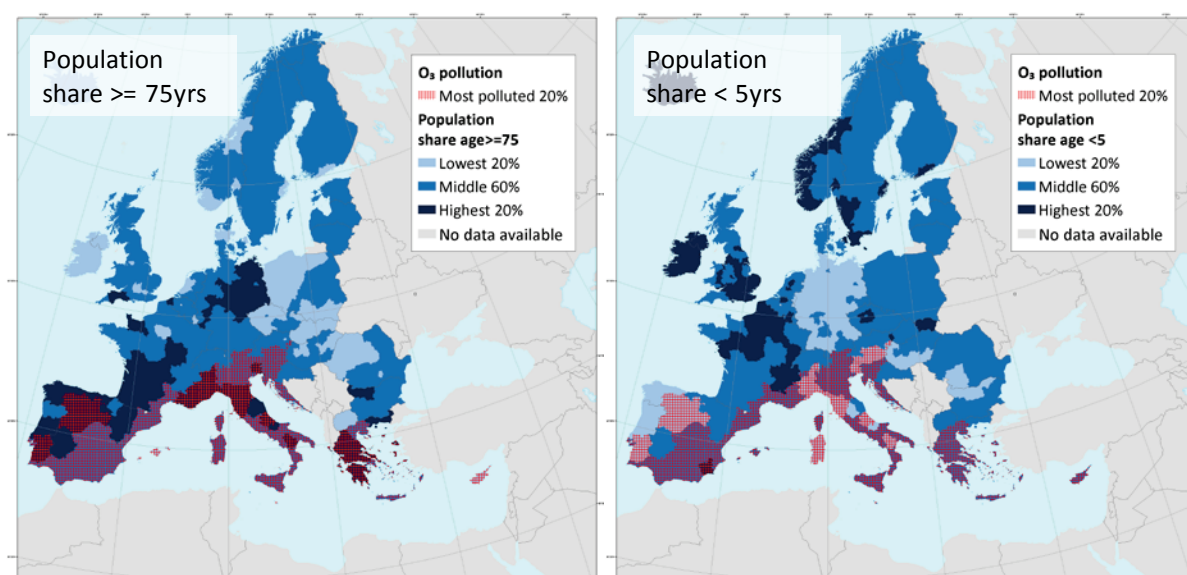 Population
share >= 75yrs
O₃ pollution
Most polluted 20%
Population
share age>=75
Lowest 20%
Middle 60%
Highest 20%
No data available
Population
share < 5yrs
O₃ pollution
Most polluted 20%
Population
share age <5
Lowest 20%
Middle 60%
Highest 20%
No data available